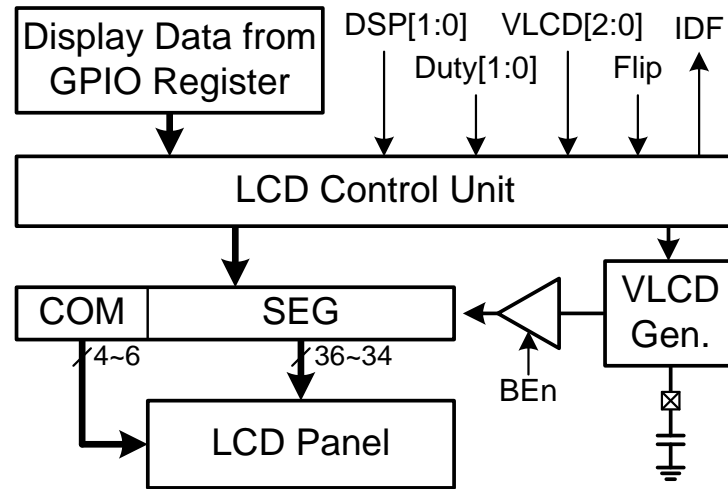 Display Data from
GPIO Register
DSP[1:0]
VLCD[2:0]
IDF
Duty[1:0]
Flip
LCD Control Unit
COM
SEG
VLCD
Gen.
4~6
36~34
BEn
LCD Panel